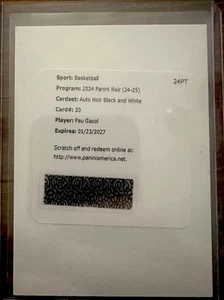 Sport: Basketball
24PT
Program: 2024 Panini Noir (24-25)
Cardset: Auto Noir Black and White
Card#: 20
Player: Pau Gasol
Expires: 01/23/2027
Scratch off and redeem online at:
http://www.paniniamerica.net.